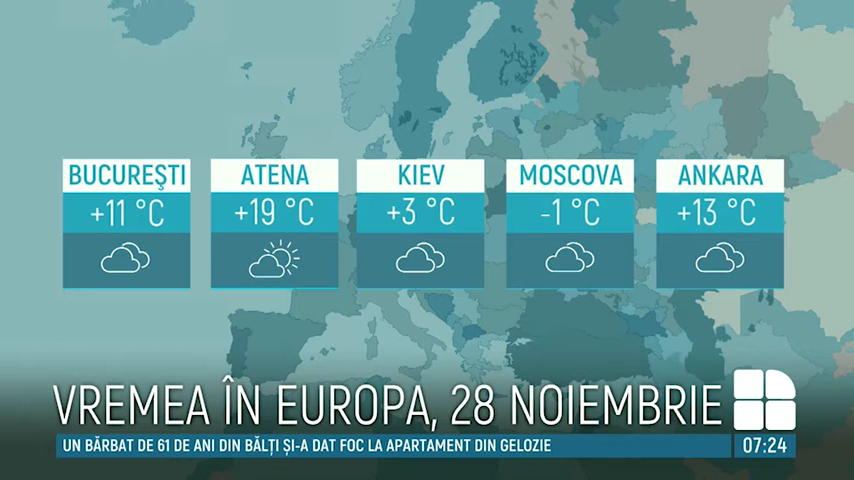 BUCUREŞTI ATENA KIEV MOSCOVA ANKARA
+11 °C +19 °C +3 °C -1 °C +13 °C
VREMEA ÎN EUROPA, 28 NOIEMBRIE
UN BĂRBAT DE 61 DE ANI DIN BĂLȚI ȘI-A DAT FOC LA APARTAMENT DIN GELOZIE 07:24